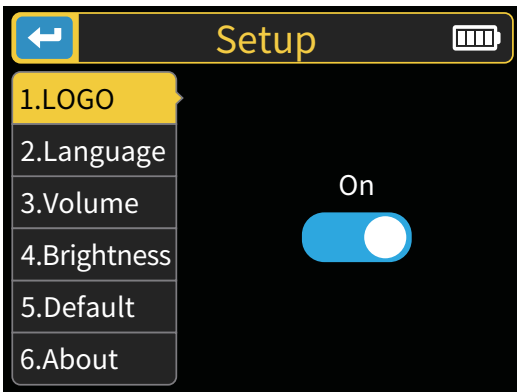 Setup
1.LOGO
2.Language
3.Volume
4.Brightness
5.Default
6.About
On